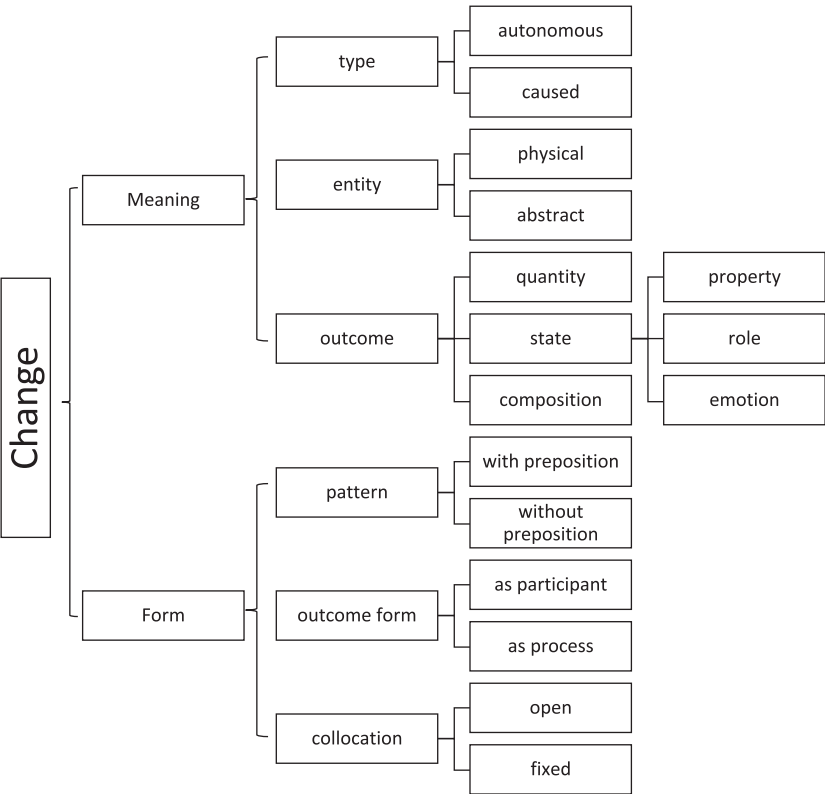 Change
Meaning
type
autonomous
caused
entity
physical
abstract
outcome
quantity
state
property
role
emotion
composition
Form
pattern
with preposition
without
preposition
outcome form
as participant
as process
collocation
open
fixed